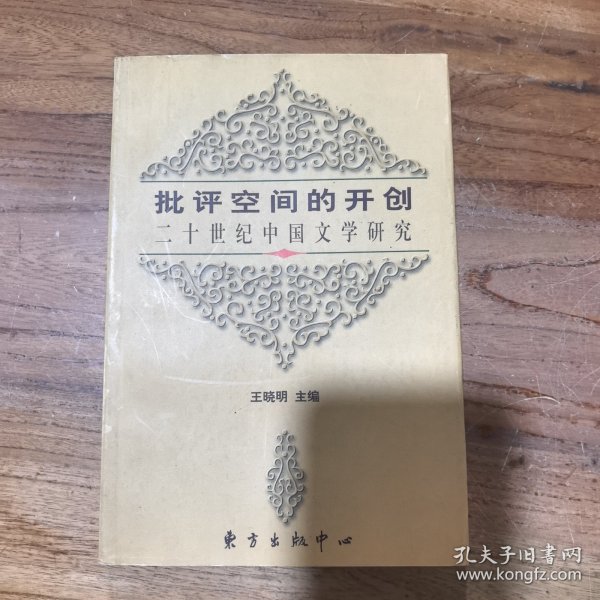 批评空间的开创
二十世纪中国文学研究
王晓明 主编
东方出版中心
孔夫子旧书网
www.kongfz.com